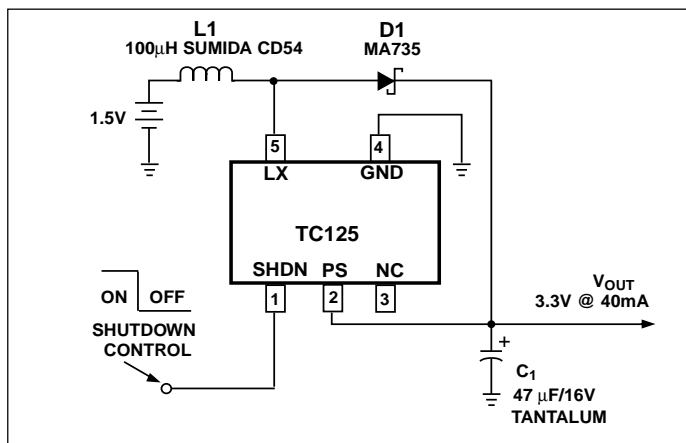 L1
100µH SUMIDA CD54
D1
MA735
1.5V
5
4
LX
GND
TC125
SHDN
PS
NC
1
2
3
ON
OFF
SHUTDOWN
CONTROL
VOUT
3.3V @ 40mA
+
C1
47 µF/16V
TANTALUM